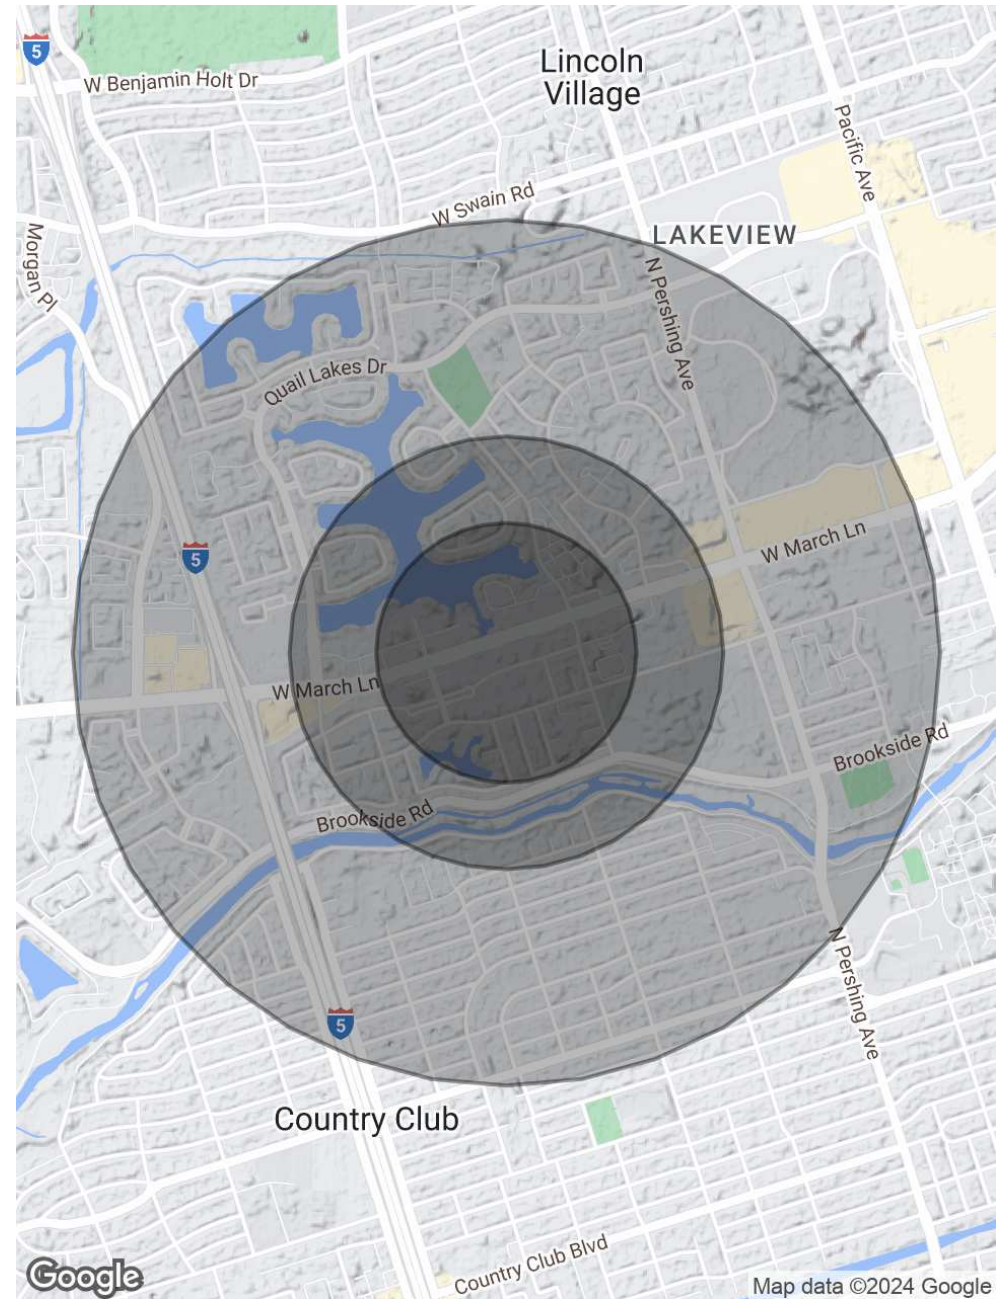 5
Lincoln
Village
W Benjamin Holt Dr
Pacific Ave
W Swain Rd
LAKEVIEW
Morgan Pl
N Pershing Ave
Quail Lakes Dr
W March Ln
5
W March Ln
Brookside Rd
Brookside Rd
N Pershing Ave
5
Country Club
Country Club Blvd
Google
Map data ©2024 Google